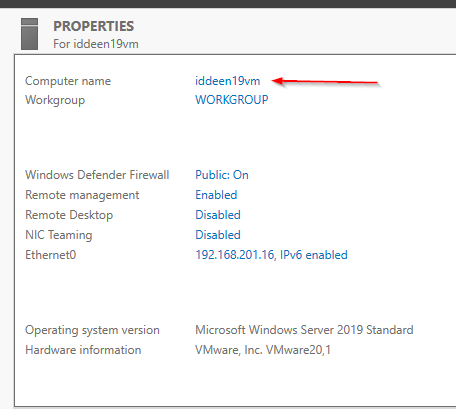 PROPERTIES
For iddeen19vm
Computer name iddeen19vm
Workgroup WORKGROUP
Windows Defender Firewall Public: On
Remote management Enabled
Remote Desktop Disabled
NIC Teaming Disabled
Ethernet0 192.168.201.16, IPv6 enabled
Operating system version Microsoft Windows Server 2019 Standard
Hardware information VMware, Inc. VMware20,1